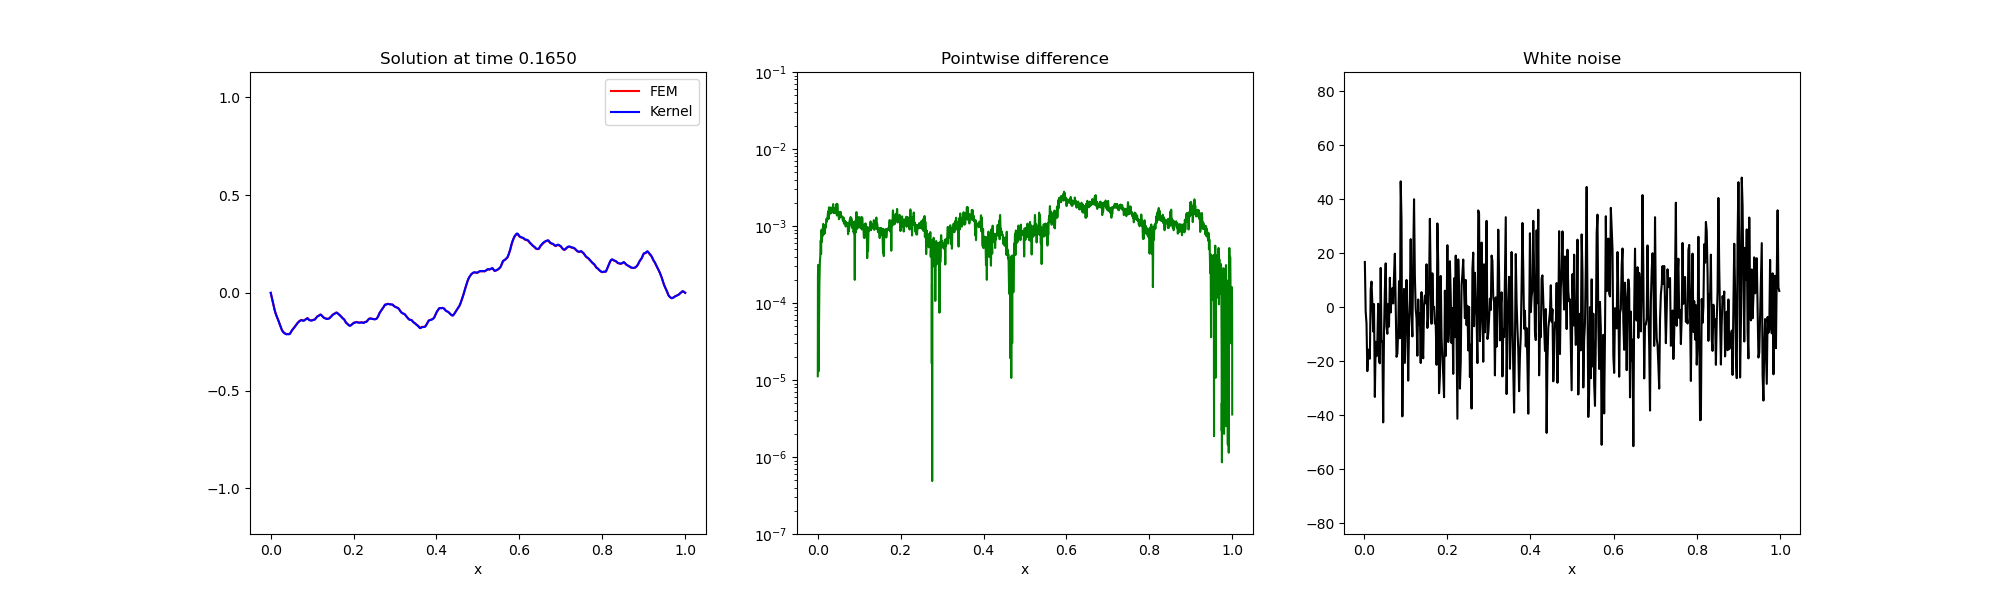 Solution at time 0.1650
1.0
0.5
0.0
−0.5
−1.0
0.0 0.2 0.4 0.6 0.8 1.0
x
FEM
Kernel
Pointwise difference
10⁻¹
10⁻²
10⁻³
10⁻⁴
10⁻⁵
10⁻⁶
10⁻⁷
0.0 0.2 0.4 0.6 0.8 1.0
x
White noise
80
60
40
20
0
−20
−40
−60
−80
0.0 0.2 0.4 0.6 0.8 1.0
x